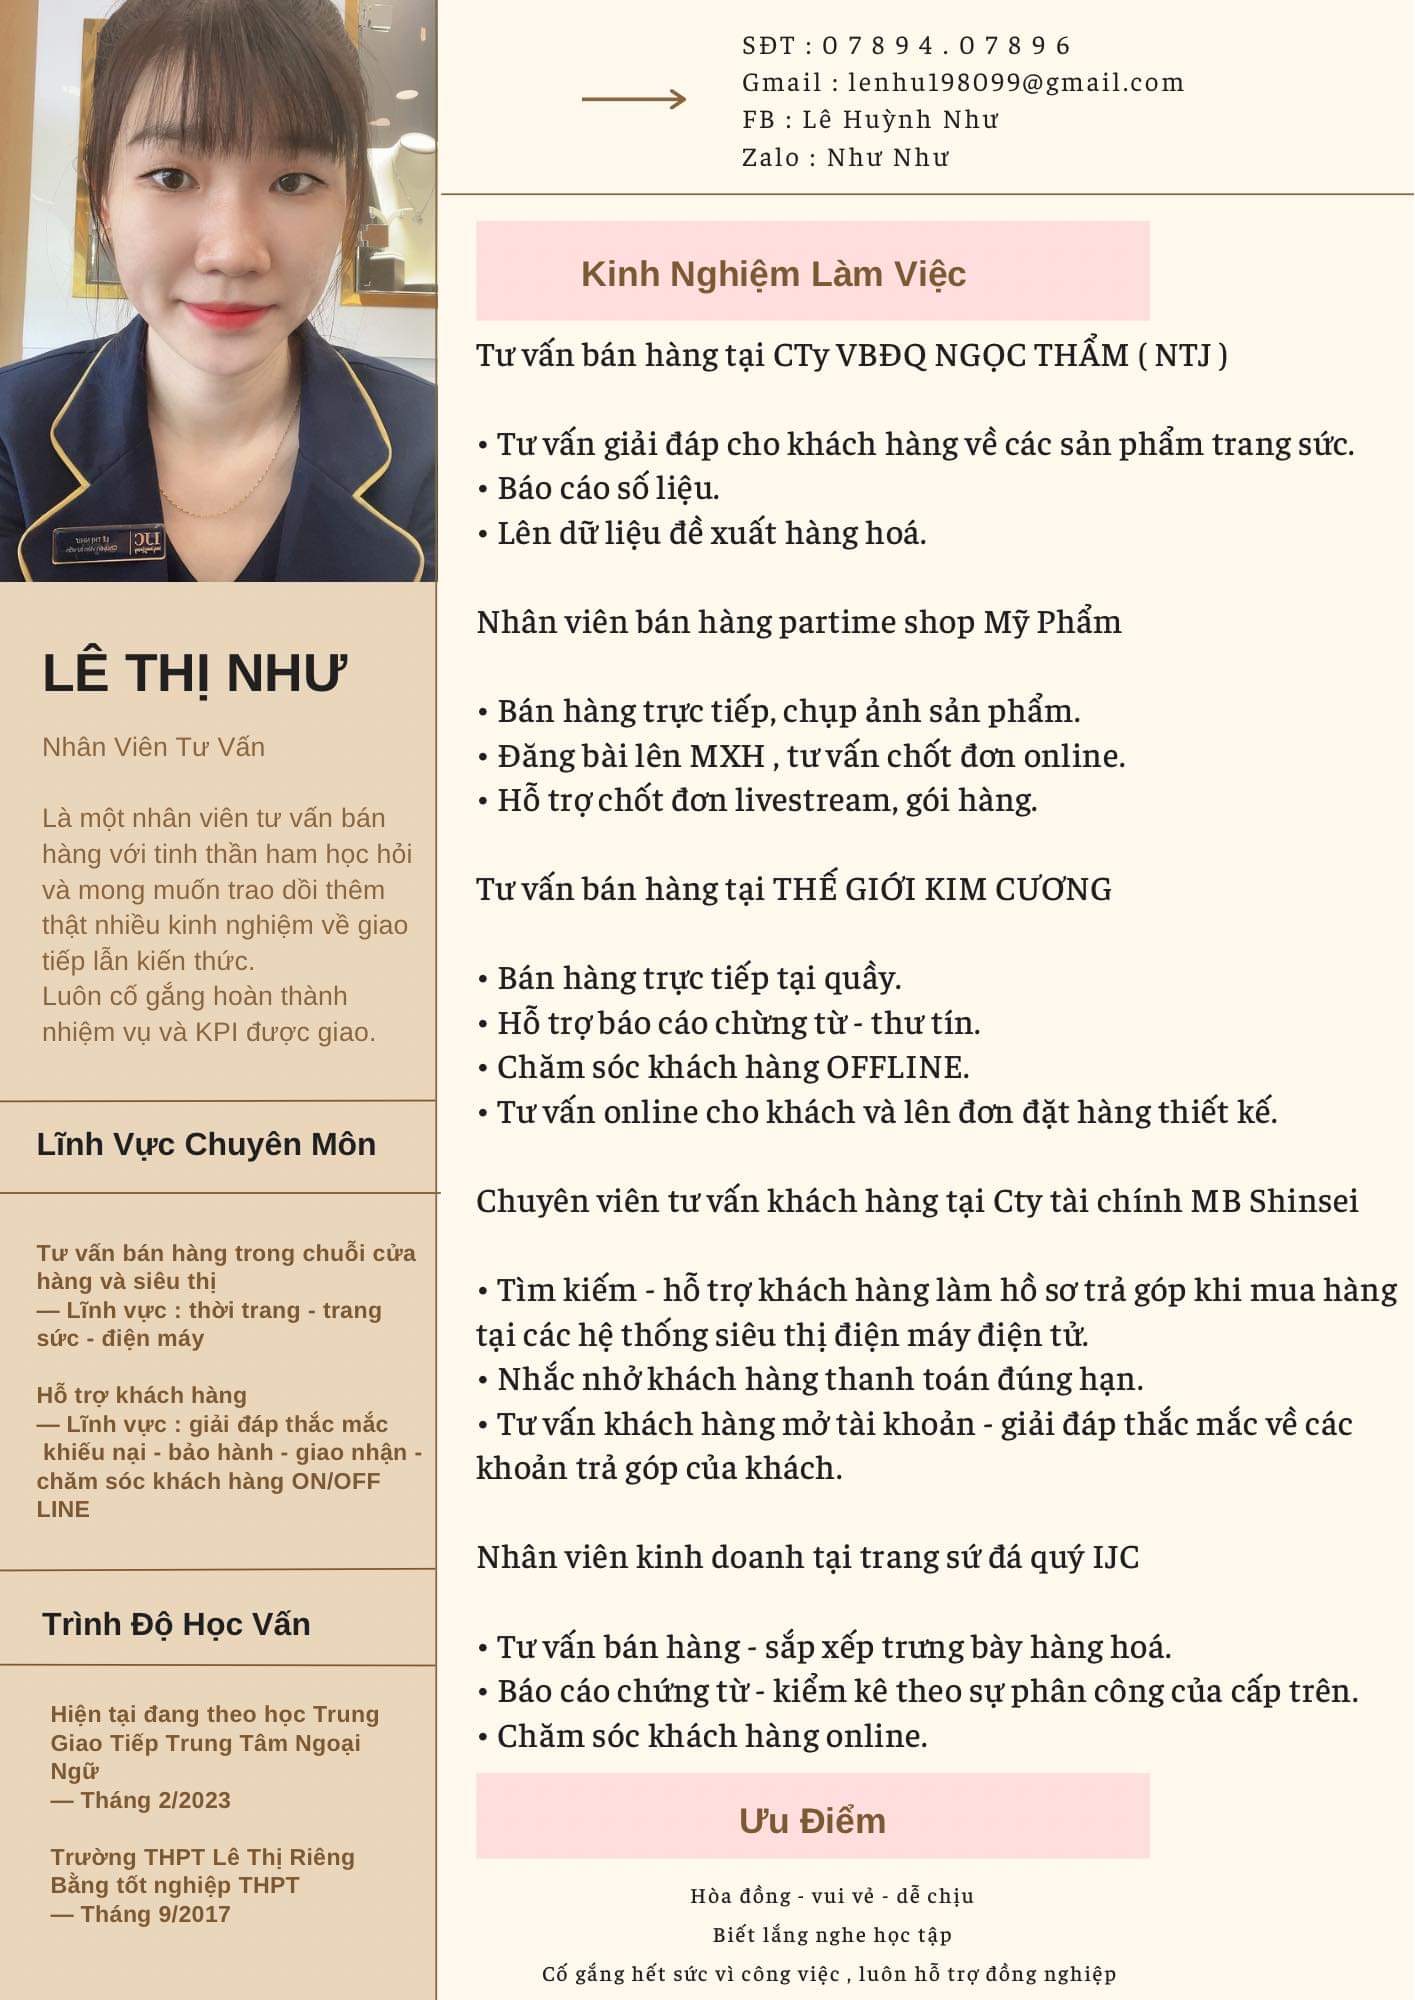 SĐT : 0 7 8 9 4 . 0 7 8 9 6
Gmail : lenhu198099@gmail.com
FB : Lê Huỳnh Như
Zalo : Như Như
LÊ THỊ NHƯ
Nhân Viên Tư Vấn
Là một nhân viên tư vấn bán
hàng với tinh thần ham học hỏi
và mong muốn trao dồi thêm
thật nhiều kinh nghiệm về giao
tiếp lẫn kiến thức.
Luôn cố gắng hoàn thành
nhiệm vụ và KPI được giao.
Lĩnh Vực Chuyên Môn
Tư vấn bán hàng trong chuỗi cửa
hàng và siêu thị
— Lĩnh vực : thời trang - trang
sức - điện máy
Hỗ trợ khách hàng
— Lĩnh vực : giải đáp thắc mắc
khiếu nại - bảo hành - giao nhận -
chăm sóc khách hàng ON/OFF
LINE
Trình Độ Học Vấn
Hiện tại đang theo học Trung
Giao Tiếp Trung Tâm Ngoại
Ngữ
— Tháng 2/2023
Trường THPT Lê Thị Riêng
Bằng tốt nghiệp THPT
— Tháng 9/2017
Kinh Nghiệm Làm Việc
Tư vấn bán hàng tại CTy VBĐQ NGỌC THẨM ( NTJ )
• Tư vấn giải đáp cho khách hàng về các sản phẩm trang sức.
• Báo cáo số liệu.
• Lên dữ liệu đề xuất hàng hoá.
Nhân viên bán hàng partime shop Mỹ Phẩm
• Bán hàng trực tiếp, chụp ảnh sản phẩm.
• Đăng bài lên MXH , tư vấn chốt đơn online.
• Hỗ trợ chốt đơn livestream, gói hàng.
Tư vấn bán hàng tại THẾ GIỚI KIM CƯƠNG
• Bán hàng trực tiếp tại quầy.
• Hỗ trợ báo cáo chừng từ - thư tín.
• Chăm sóc khách hàng OFFLINE.
• Tư vấn online cho khách và lên đơn đặt hàng thiết kế.
Chuyên viên tư vấn khách hàng tại Cty tài chính MB Shinsei
• Tìm kiếm - hỗ trợ khách hàng làm hồ sơ trả góp khi mua hàng
tại các hệ thống siêu thị điện máy điện tử.
• Nhắc nhở khách hàng thanh toán đúng hạn.
• Tư vấn khách hàng mở tài khoản - giải đáp thắc mắc về các
khoản trả góp của khách.
Nhân viên kinh doanh tại trang sứ đá quý IJC
• Tư vấn bán hàng - sắp xếp trưng bày hàng hoá.
• Báo cáo chứng từ - kiểm kê theo sự phân công của cấp trên.
• Chăm sóc khách hàng online.
Ưu Điểm
Hòa đồng - vui vẻ - dễ chịu
Biết lắng nghe học tập
Cố gắng hết sức vì công việc , luôn hỗ trợ đồng nghiệp